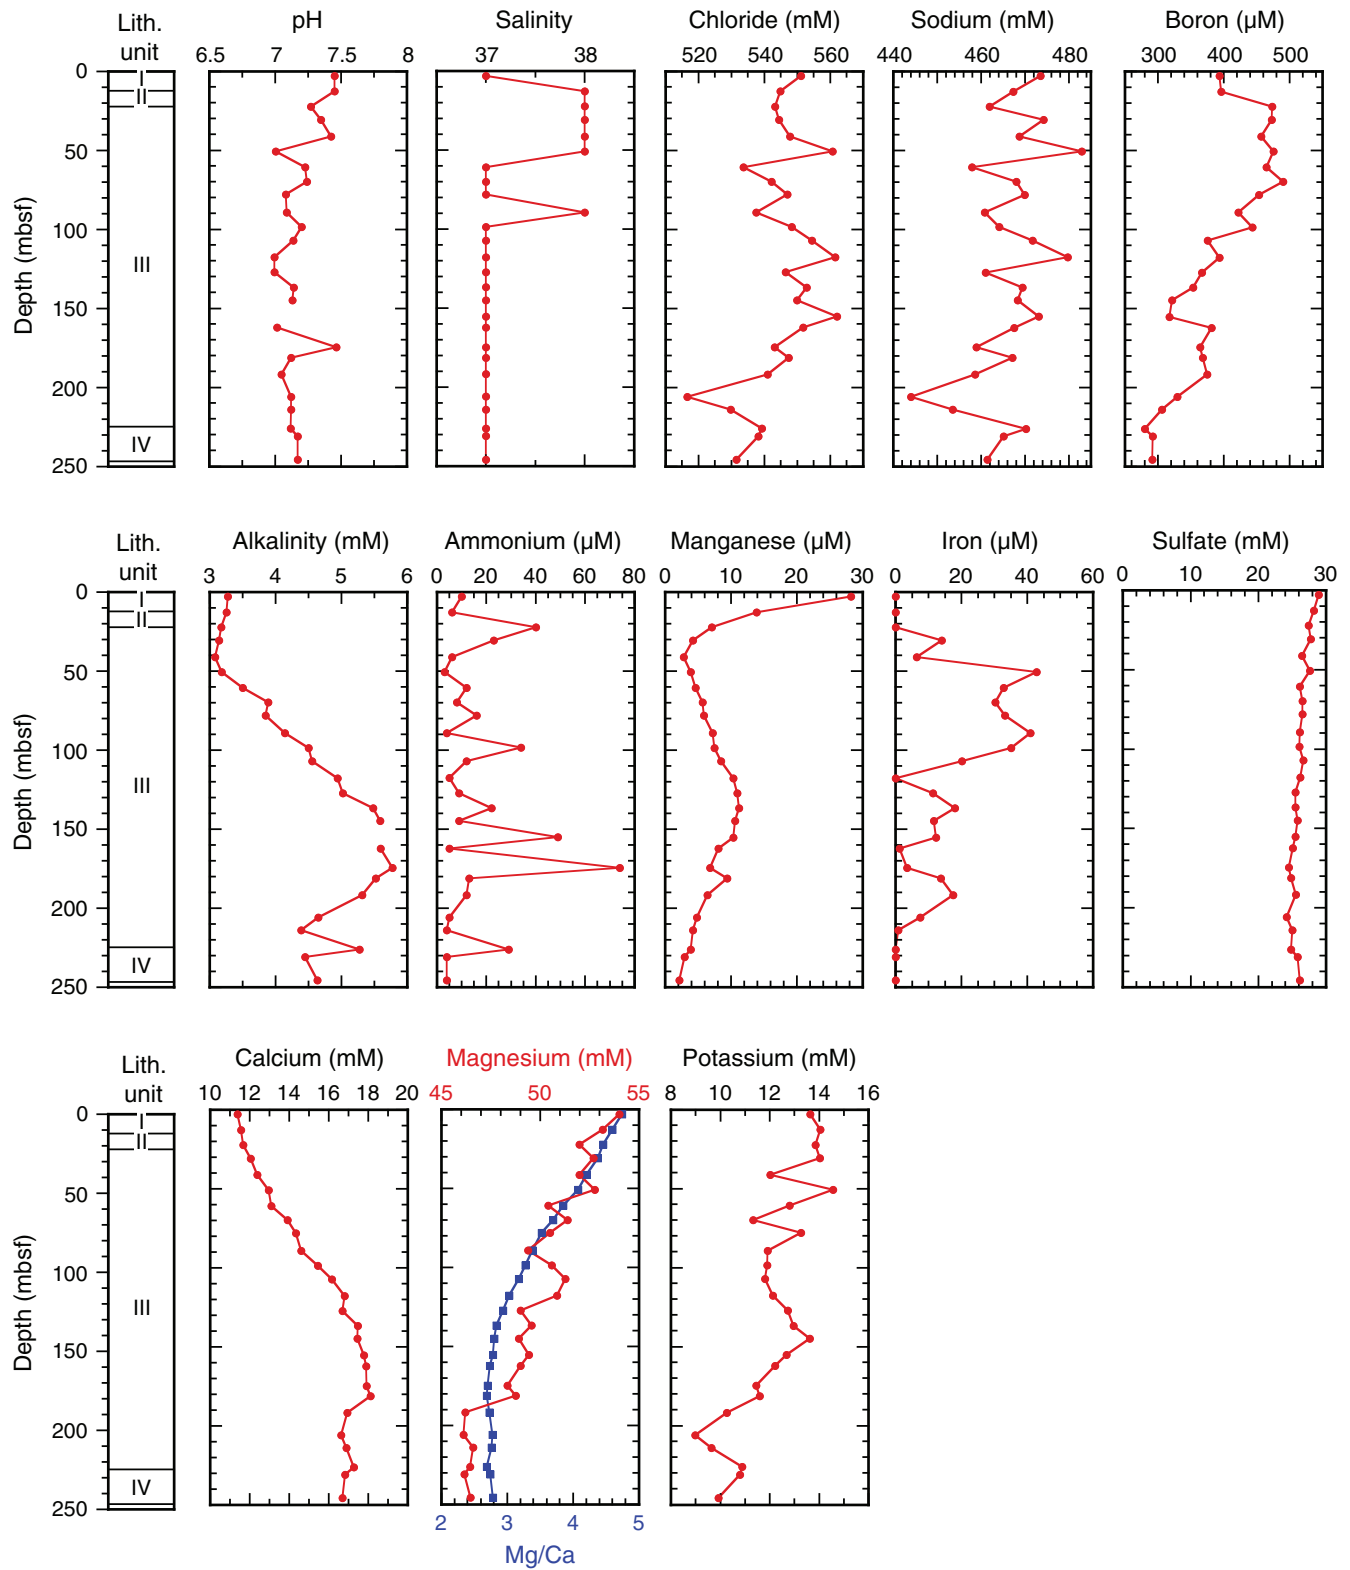 Lith.
unit
pH
Salinity
Chloride (mM)
Sodium (mM)
Boron (µM)
6.5 7 7.5 8
37 38
520 540 560
440 460 480
300 400 500
0
50
100
150
200
250
Depth (mbsf)
I
II
III
IV
Lith.
unit
Alkalinity (mM)
Ammonium (µM)
Manganese (µM)
Iron (µM)
Sulfate (mM)
3 4 5 6
0 20 40 60 80
0 10 20 30
0 20 40 60
0 10 20 30
0
50
100
150
200
250
Depth (mbsf)
I
II
III
IV
Lith.
unit
Calcium (mM)
Magnesium (mM)
Potassium (mM)
10 12 14 16 18 20
45 50 55
8 10 12 14 16
0
50
100
150
200
250
Depth (mbsf)
I
II
III
IV
2 3 4 5
Mg/Ca